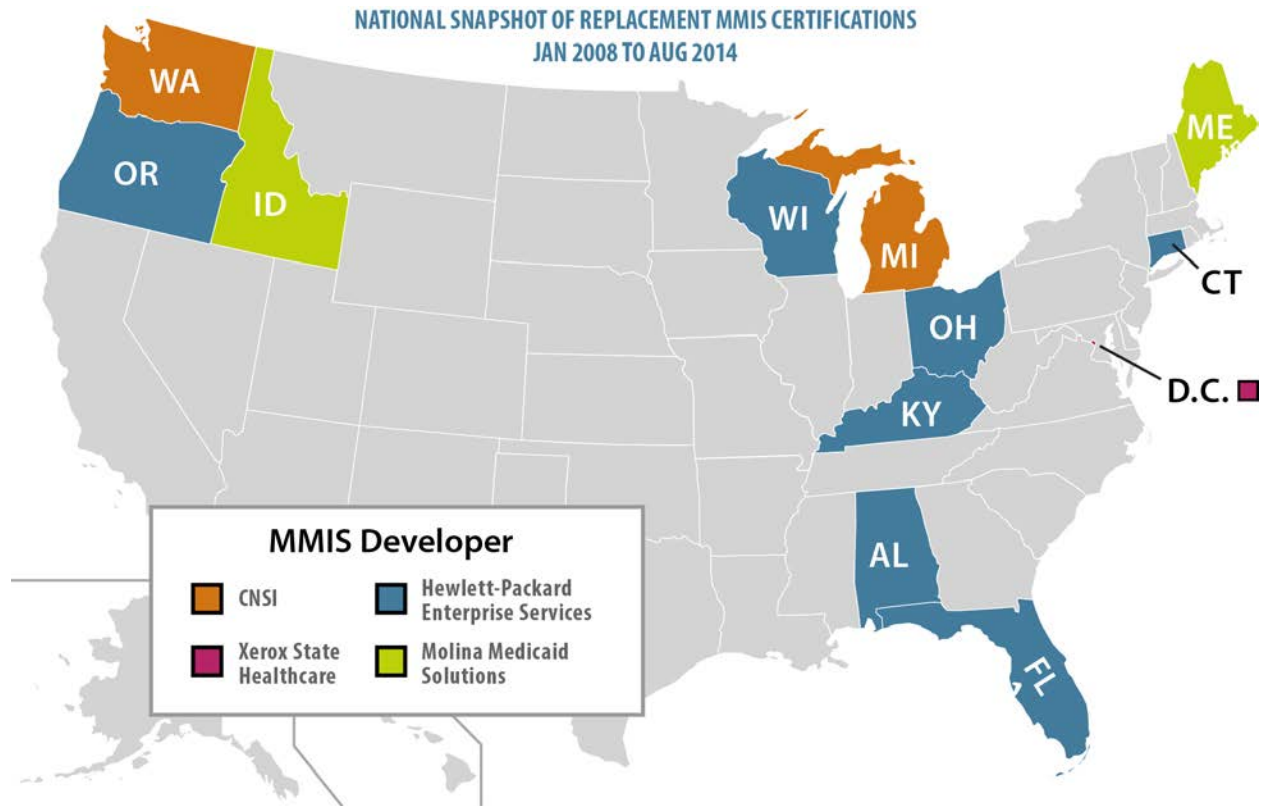 NATIONAL SNAPSHOT OF REPLACEMENT MMIS CERTIFICATIONS
JAN 2008 TO AUG 2014
WA
OR
ID
WI
MI
ME
CT
OH
D.C.
KY
AL
FL
MMIS Developer
CNSI
Hewlett-Packard
Enterprise Services
Xerox State
Healthcare
Molina Medicaid
Solutions